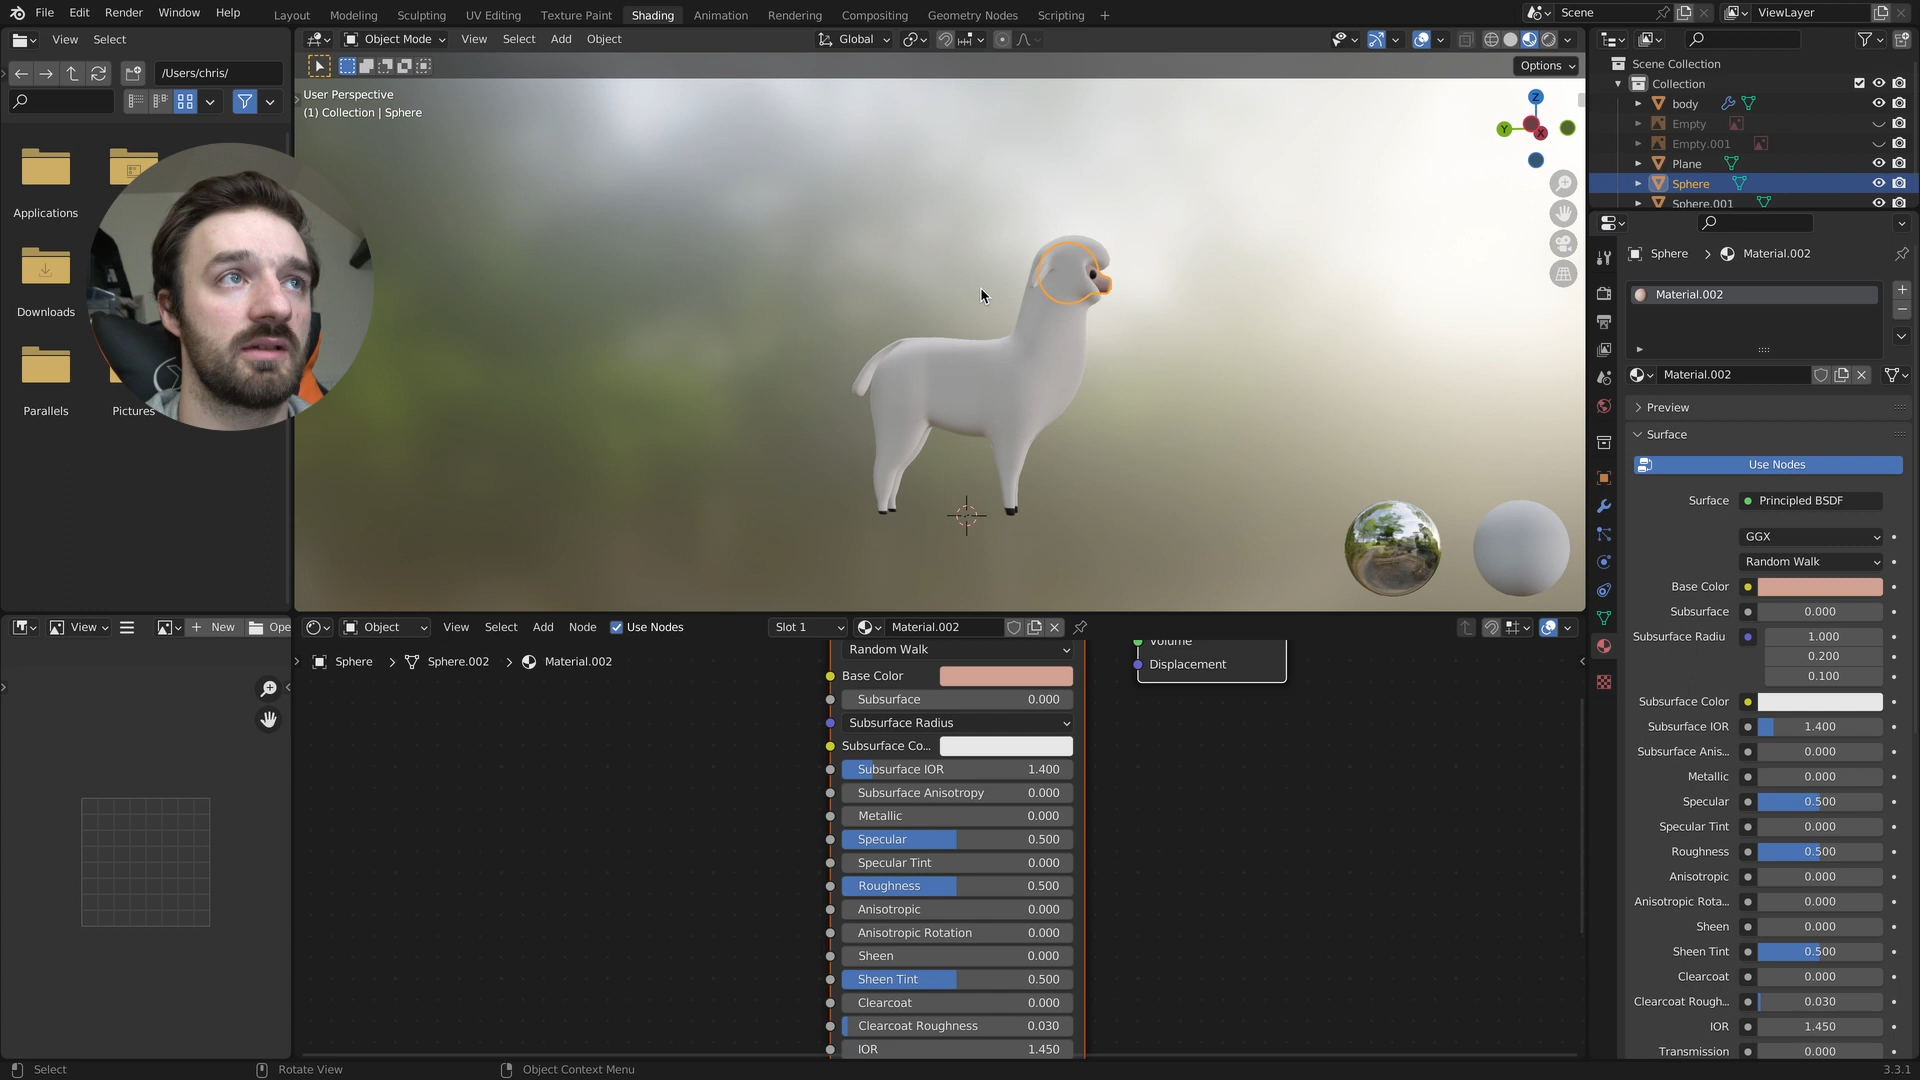 File Edit Render Window Help Layout Modeling Sculpting UV Editing Texture Paint Shading Animation Rendering Compositing Geometry Nodes Scripting + Scene ViewLayer
View Select
Object Mode View Select Add Object Global
/Users/chris/
Options
User Perspective
(1) Collection | Sphere
Z
Y
X
Applications
Downloads
Parallels
Pictures
Scene Collection
Collection
body
Empty
Empty.001
Plane
Sphere
Sphere.001
Sphere > Material.002
Material.002
Material.002
Preview
Surface
Use Nodes
Surface Principled BSDF
GGX
Random Walk
Base Color
Subsurface 0.000
Subsurface Radiu 1.000
0.200
0.100
Subsurface Color
Subsurface IOR 1.400
Subsurface Anis... 0.000
Metallic 0.000
Specular 0.500
Specular Tint 0.000
Roughness 0.500
Anisotropic 0.000
Anisotropic Rota... 0.000
Sheen 0.000
Sheen Tint 0.500
Clearcoat 0.000
Clearcoat Rough... 0.030
IOR 1.450
Transmission 0.000
View + New Ope
Object View Select Add Node Use Nodes Slot 1 Material.002
Sphere > Sphere.002 > Material.002
Random Walk
Base Color
Subsurface 0.000
Subsurface Radius
Subsurface Co...
Subsurface IOR 1.400
Subsurface Anisotropy 0.000
Metallic 0.000
Specular 0.500
Specular Tint 0.000
Roughness 0.500
Anisotropic 0.000
Anisotropic Rotation 0.000
Sheen 0.000
Sheen Tint 0.500
Clearcoat 0.000
Clearcoat Roughness 0.030
IOR 1.450
Volume
Displacement
Select Rotate View Object Context Menu 3.3.1